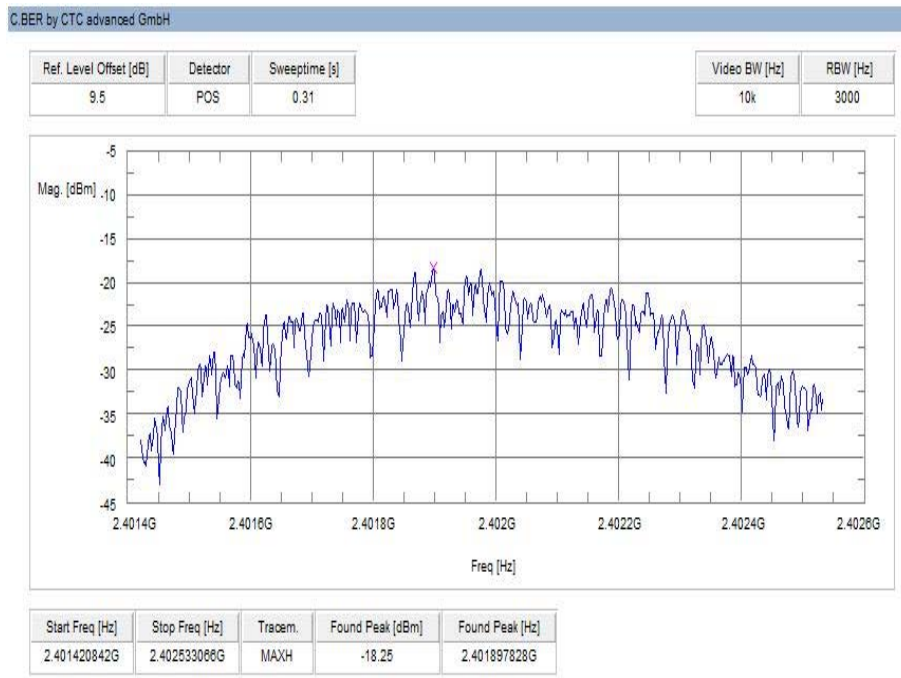 C.BER by CTC advanced GmbH
Ref. Level Offset [dB] Detector Sweeptime [s] Video BW [Hz] RBW [Hz]
9.5 POS 0.31 10k 3000
Mag. [dBm]
-5
-10
-15
-20
-25
-30
-35
-40
-45
2.4014G 2.4016G 2.4018G 2.402G 2.4022G 2.4024G 2.4026G
Freq [Hz]
Start Freq [Hz] Stop Freq [Hz] Tracem. Found Peak [dBm] Found Peak [Hz]
2.401420842G 2.402533066G MAXH -18.25 2.401897828G